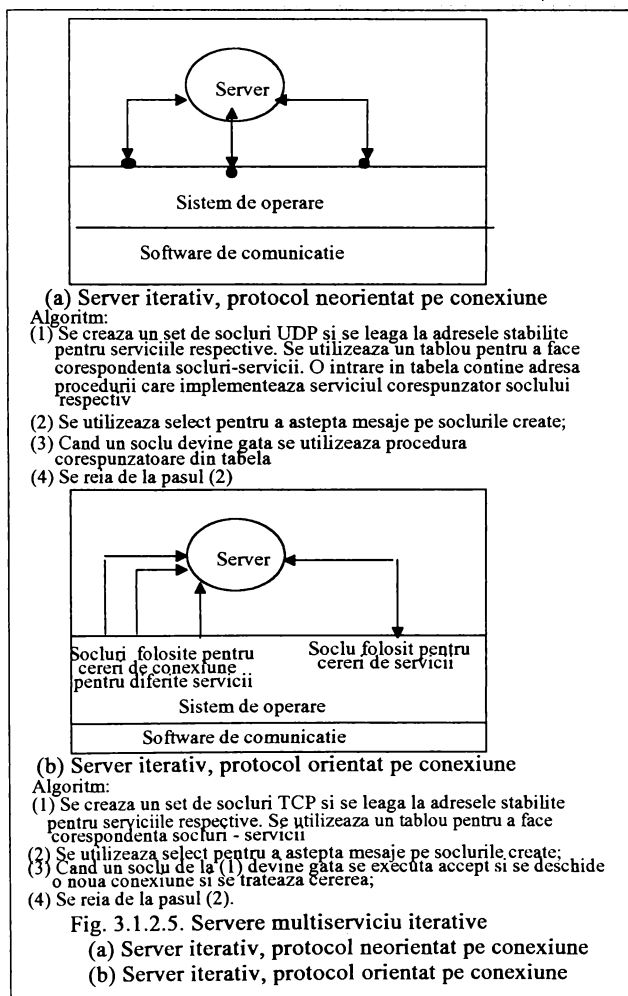 Server
Sistem de operare
Software de comunicatie
(a) Server iterativ, protocol neorientat pe conexiune
Algoritm:
(1) Se creaza un set de socluri UDP si se leaga la adresele stabilite
pentru serviciile respective. Se utilizeaza un tablou pentru a face
corespondenta socluri-servicii. O intrare in tabela contine adresa
procedurii care implementeaza serviciul corespunzator soclului
respectiv
(2) Se utilizeaza select pentru a astepta mesaje pe soclurile create;
(3) Cand un soclu devine gata se utilizeaza procedura
corespunzatoare din tabela
(4) Se reia de la pasul (2)
Server
Socluri folosite pentru
cereri de conexiune
pentru diferite servicii
Soclu folosit pentru
cereri de servicii
Sistem de operare
Software de comunicatie
(b) Server iterativ, protocol orientat pe conexiune
Algoritm:
(1) Se creaza un set de socluri TCP si se leaga la adresele stabilite
pentru serviciile respective. Se utilizeaza un tablou pentru a face
corespondenta socluri - servicii
(2) Se utilizeaza select pentru a astepta mesaje pe soclurile create;
(3) Cand un soclu de la (1) devine gata se executa accept si se deschide
o noua conexiune si se trateaza cererea;
(4) Se reia de la pasul (2).
Fig. 3.1.2.5. Servere multiserviciu iterative
(a) Server iterativ, protocol neorientat pe conexiune
(b) Server iterativ, protocol orientat pe conexiune